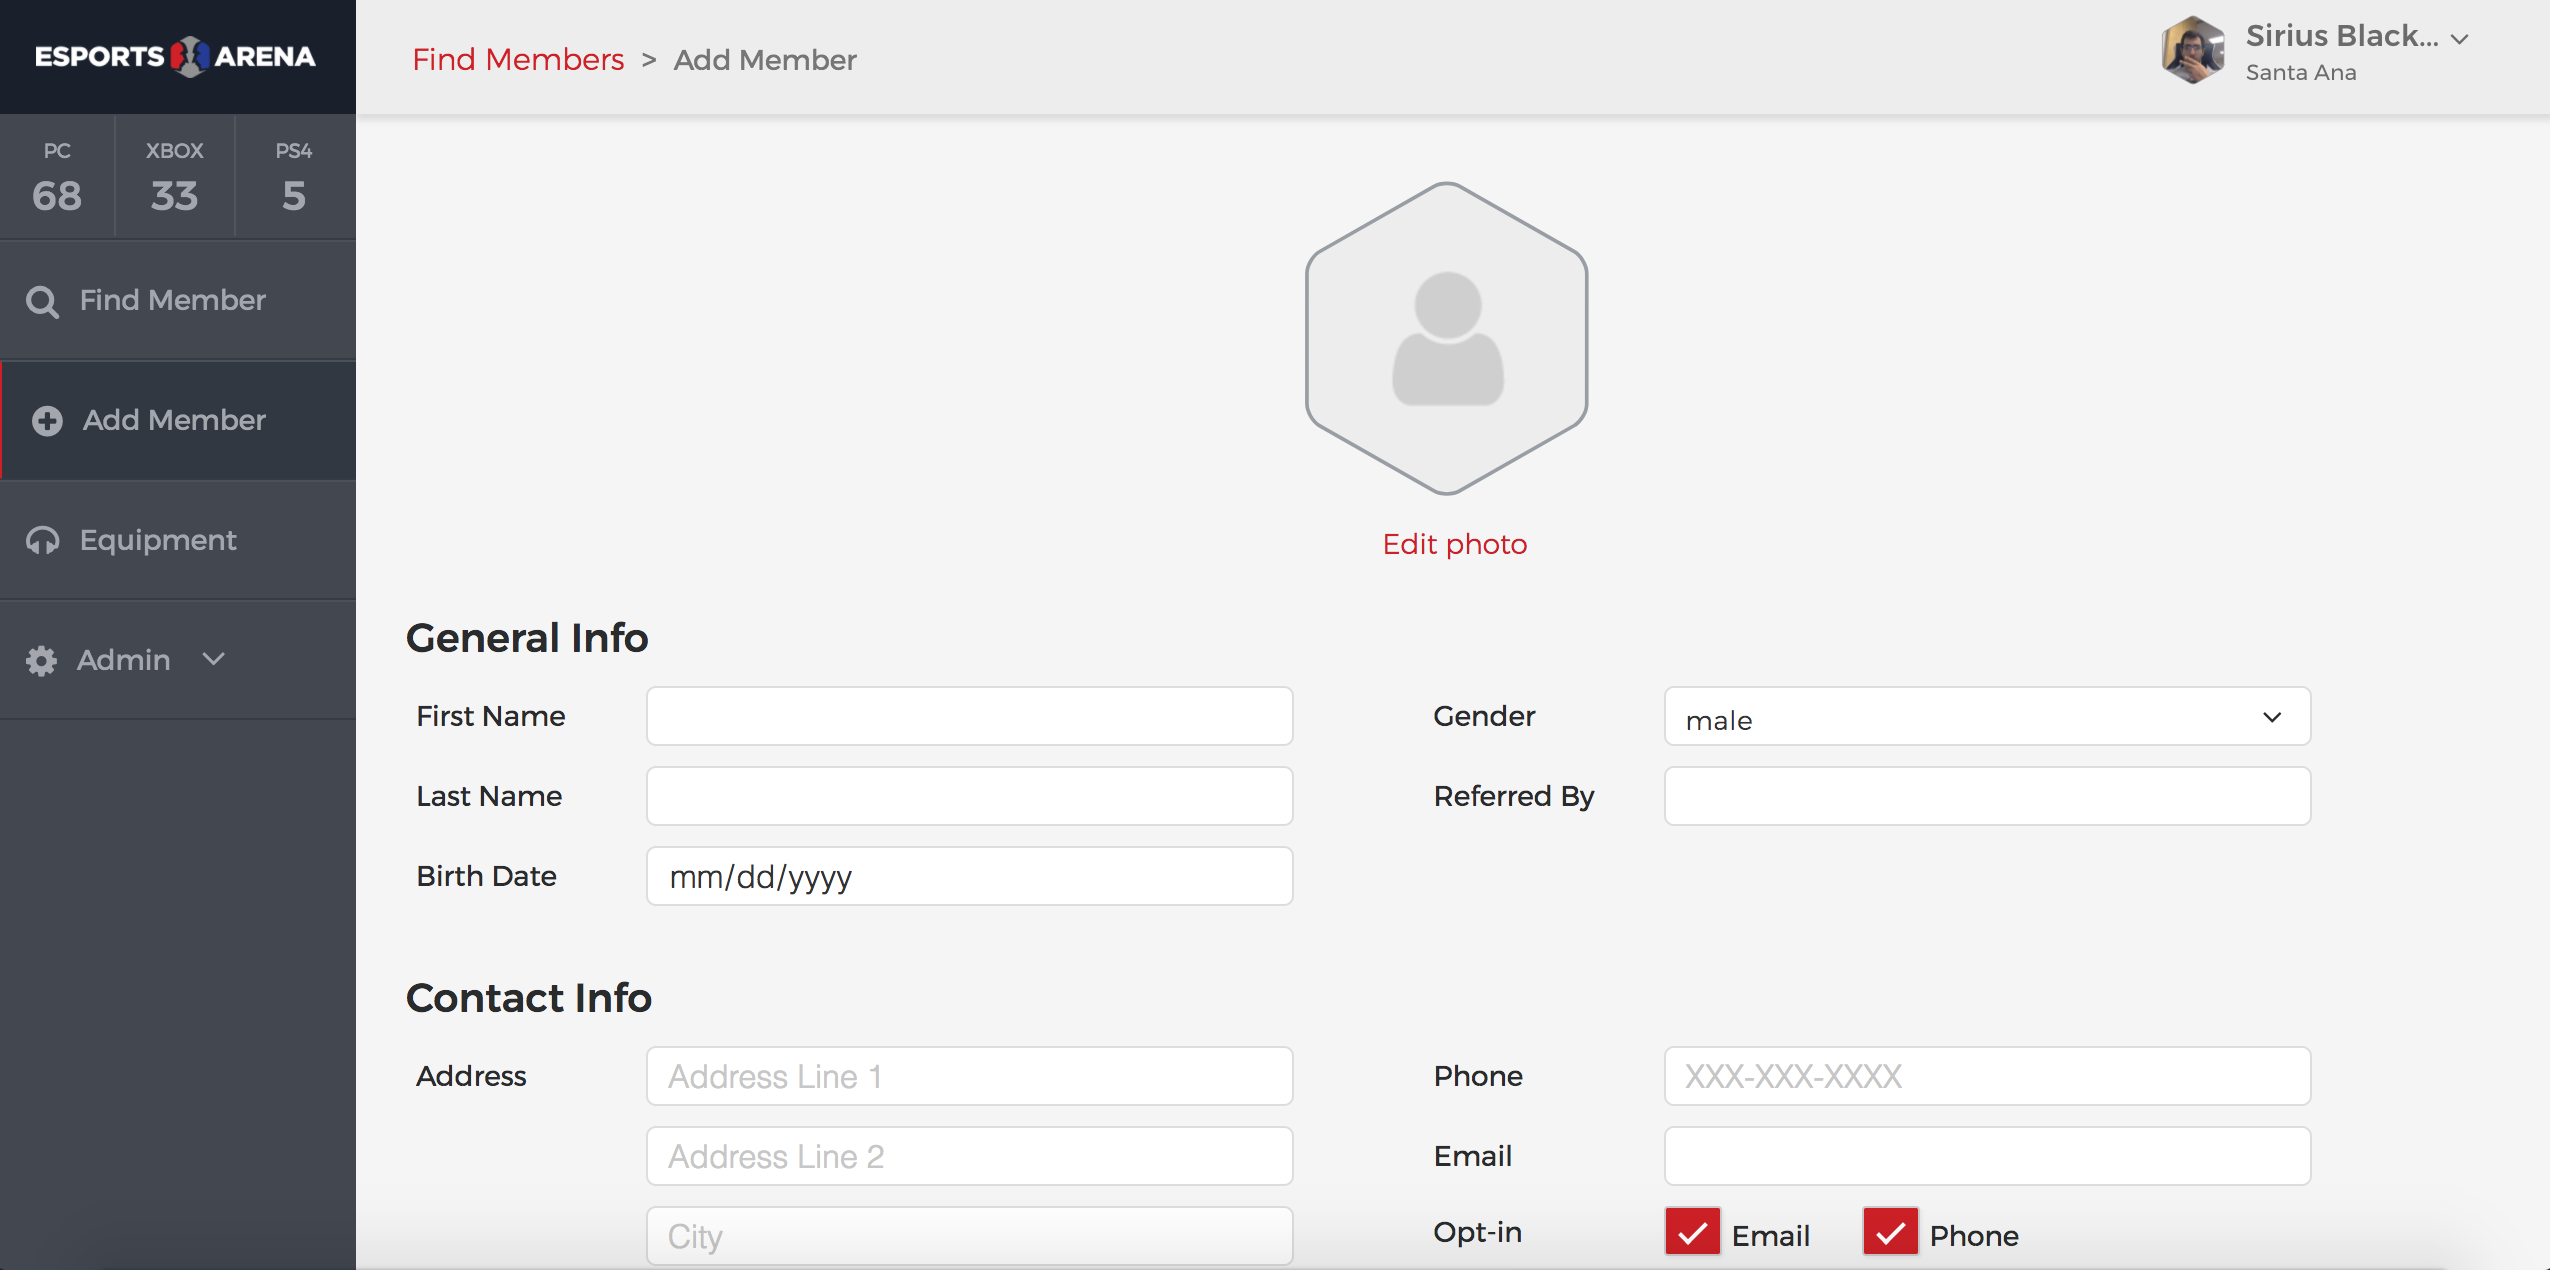 ESPORTS ARENA
Find Members > Add Member
Sirius Black...
Santa Ana
PC XBOX PS4
68 33 5
Find Member
Add Member
Equipment
Admin
Edit photo
General Info
First Name
Gender male
Last Name
Referred By
Birth Date mm/dd/yyyy
Contact Info
Address Address Line 1
Phone XXX-XXX-XXXX
Address Line 2
Email
City
Opt-in Email Phone